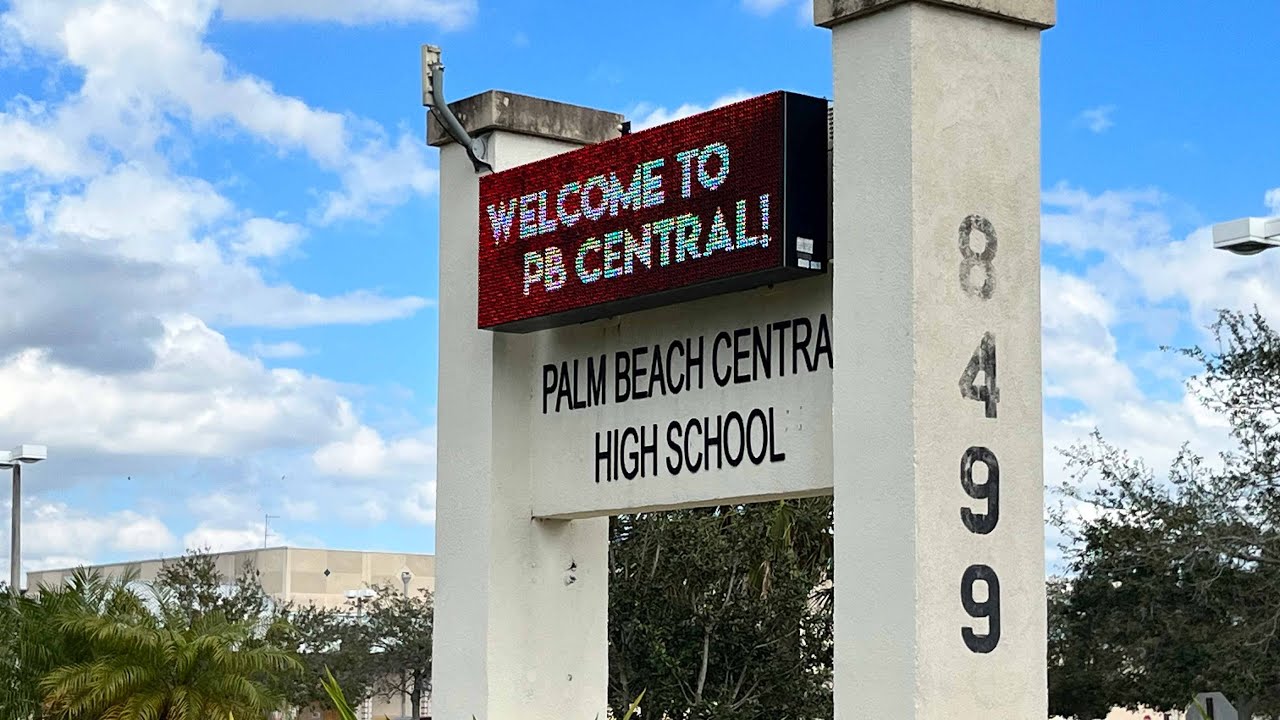 WELCOME TO
PB CENTRAL!
PALM BEACH CENTRA
HIGH SCHOOL
8
4
9
9